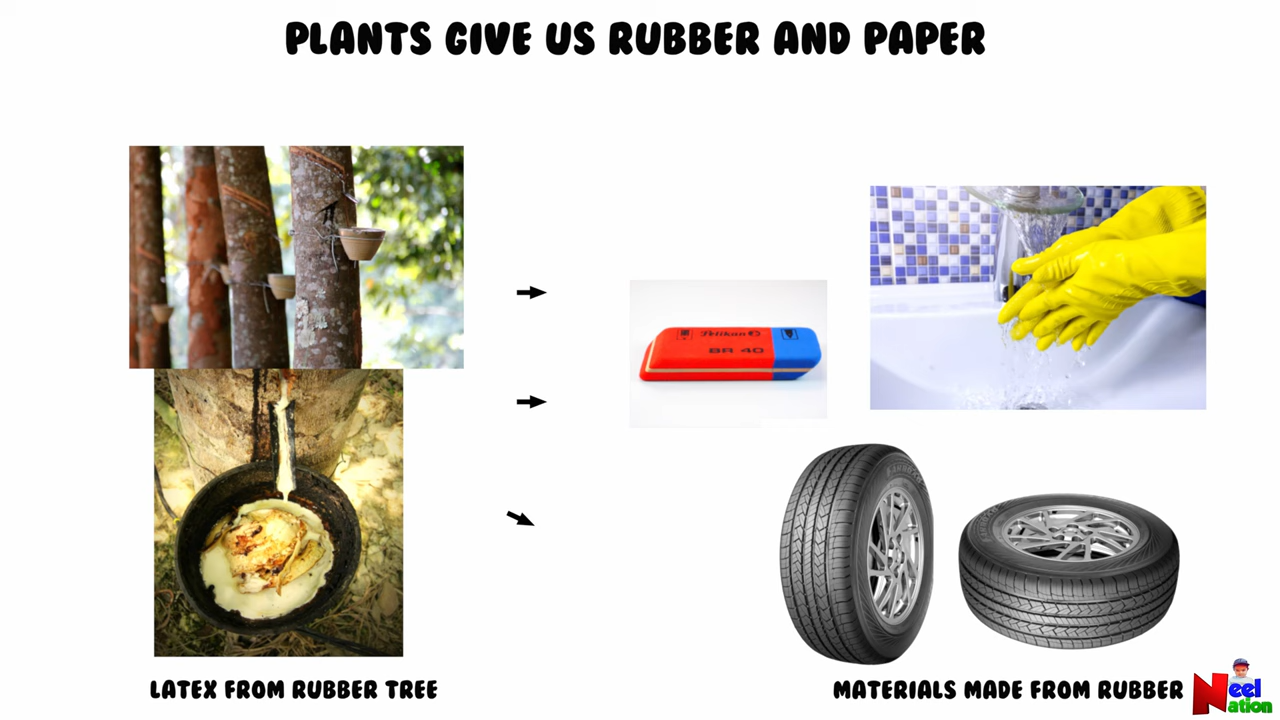 PLANTS GIVE US RUBBER AND PAPER
Pelikan
BR 40
LATEX FROM RUBBER TREE
MATERIALS MADE FROM RUBBER
Neel
Nation